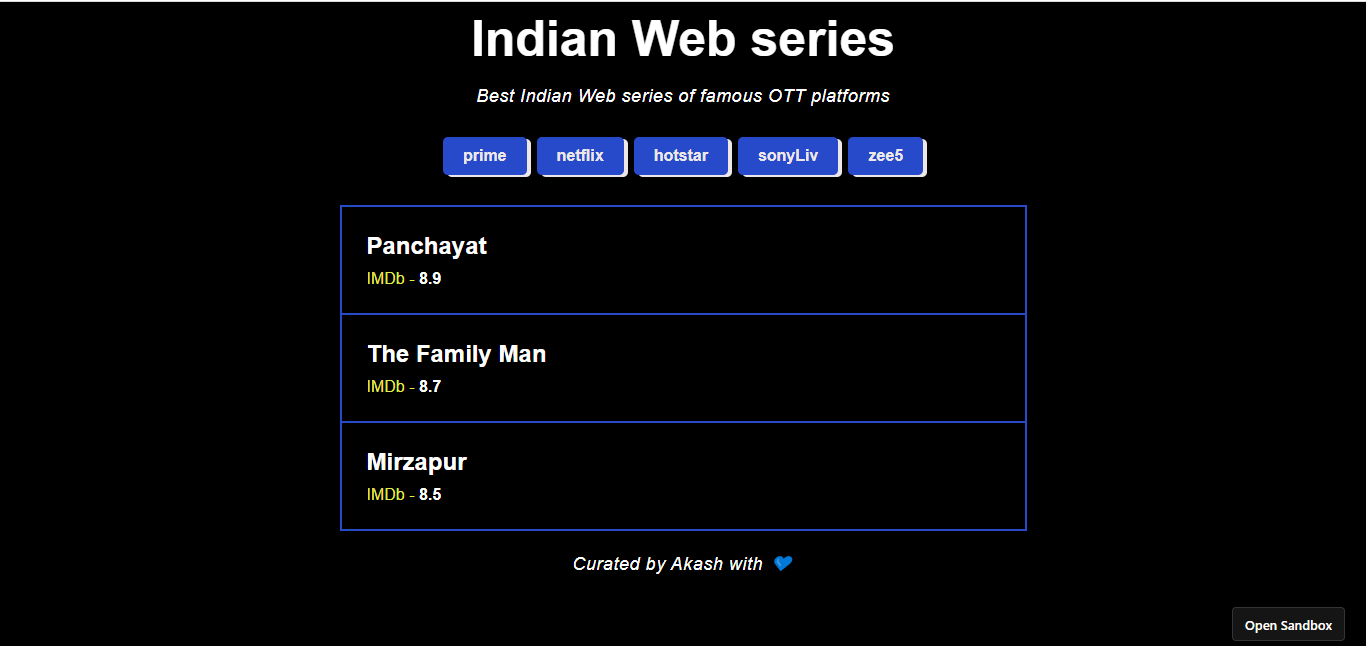 Indian Web series
Best Indian Web series of famous OTT platforms
prime netflix hotstar sonyLiv zee5
Panchayat
IMDb - 8.9
The Family Man
IMDb - 8.7
Mirzapur
IMDb - 8.5
Curated by Akash with 💙
Open Sandbox